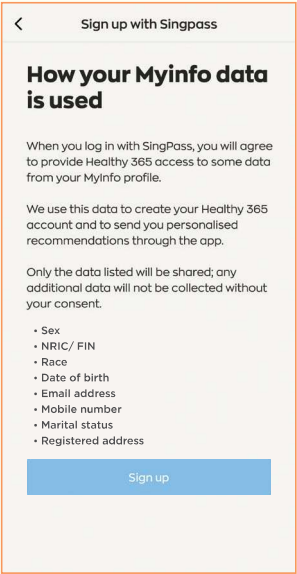 Sign up with Singpass
How your Myinfo data
is used
When you log in with SingPass, you will agree
to provide Healthy 365 access to some data
from your MyInfo profile.
We use this data to create your Healthy 365
account and to send you personalised
recommendations through the app.
Only the data listed will be shared; any
additional data will not be collected without
your consent.
• Sex
• NRIC/ FIN
• Race
• Date of birth
• Email address
• Mobile number
• Marital status
• Registered address
Sign up